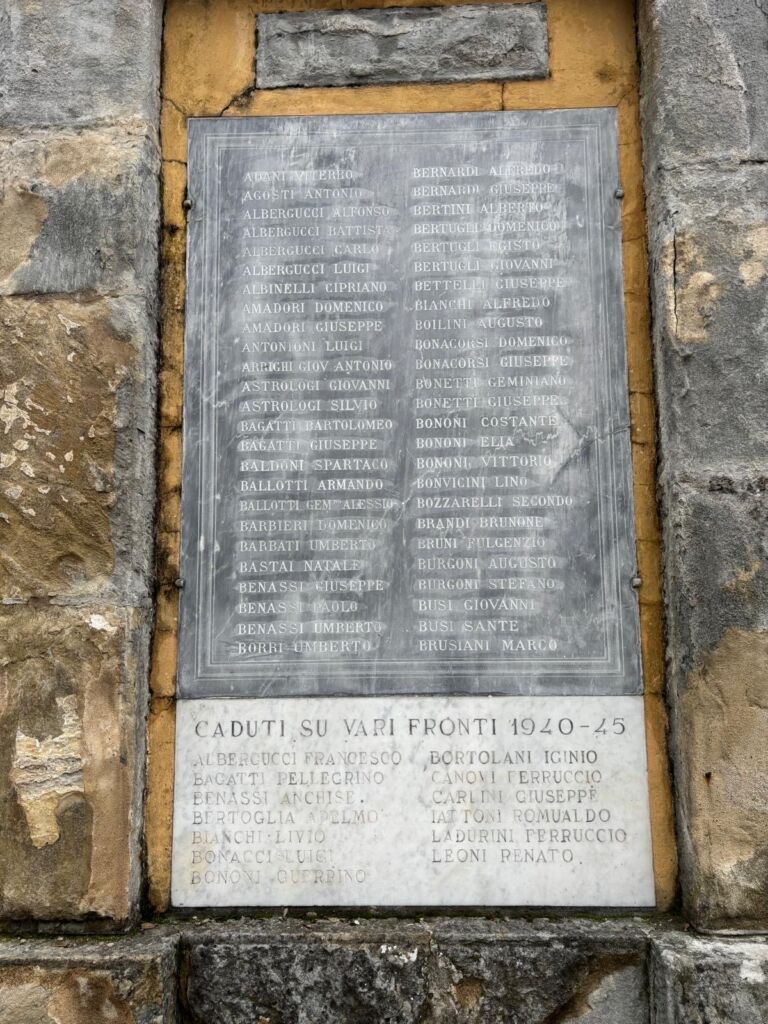 ADANI VITERBO
AGOSTI ANTONIO
ALBERGUCCI ALFONSO
ALBERGUCCI BATTISTA
ALBERGUCCI CARLO
ALBERGUCCI LUIGI
ALBINELLI CIPRIANO
AMADORI DOMENICO
AMADORI GIUSEPPE
ANTONIONI LUIGI
ARRIGHI GIOV ANTONIO
ASTROLOGI GIOVANNI
ASTROLOGI SILVIO
BAGATTI BARTOLOMEO
BAGATTI GIUSEPPE
BALDONI SPARTACO
BALLOTTI ARMANDO
BALLOTTI GEM^NO ALESSIO
BARBIERI DOMENICO
BARBATI UMBERTO
BASTAI NATALE
BENASSI GIUSEPPE
BENASSI PAOLO
BENASSI UMBERTO
BORRI UMBERTO
BERNARDI ALFREDO
BERNARDI GIUSEPPE
BERTINI ALBERTO
BERTUGLI DOMENICO
BERTUGLI EGISTO
BERTUGLI GIOVANNI
BETTELLI GIUSEPPE
BIANCHI ALFREDO
BOILINI AUGUSTO
BONACORSI DOMENICO
BONACORSI GIUSEPPE
BONETTI GEMINIANO
BONETTI GIUSEPPE
BONONI COSTANTE
BONONI ELIA
BONONI VITTORIO
BONVICINI LINO
BOZZARELLI SECONDO
BRANDI BRUNONE
BRUNI FULGENZIO
BURGONI AUGUSTO
BURGONI STEFANO
BUSI GIOVANNI
BUSI SANTE
BRUSIANI MARCO
CADUTI SU VARI FRONTI 1940-45
ALBERGUCCI FRANCESCO
BAGATTI PELLEGRINO
BENASSI ANCHISE.
BERTOGLIA ADELMO
BIANCHI LIVIO
BONACCI LUIGI
BONONI GUERRINO
BORTOLANI IGINIO
CANOVI FERRUCCIO
CARLINI GIUSEPPE
IATTONI ROMUALDO
LADURINI FERRUCCIO
LEONI RENATO.